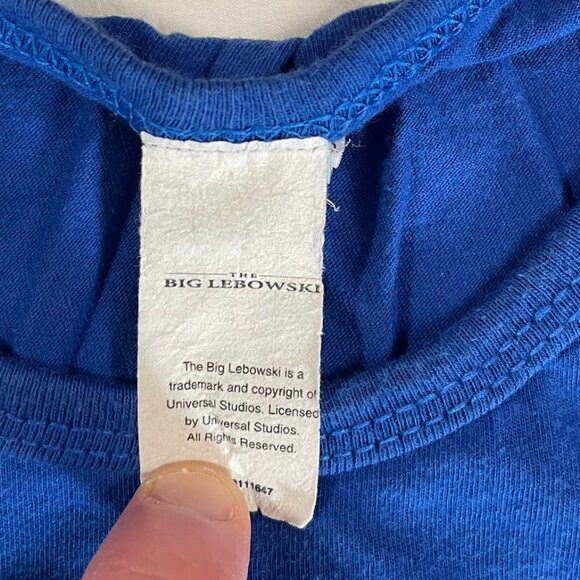 THE
BIG LEBOWSKI
The Big Lebowski is a
trademark and copyright of
Universal Studios. Licensed
by Universal Studios.
All Rights Reserved.
111647